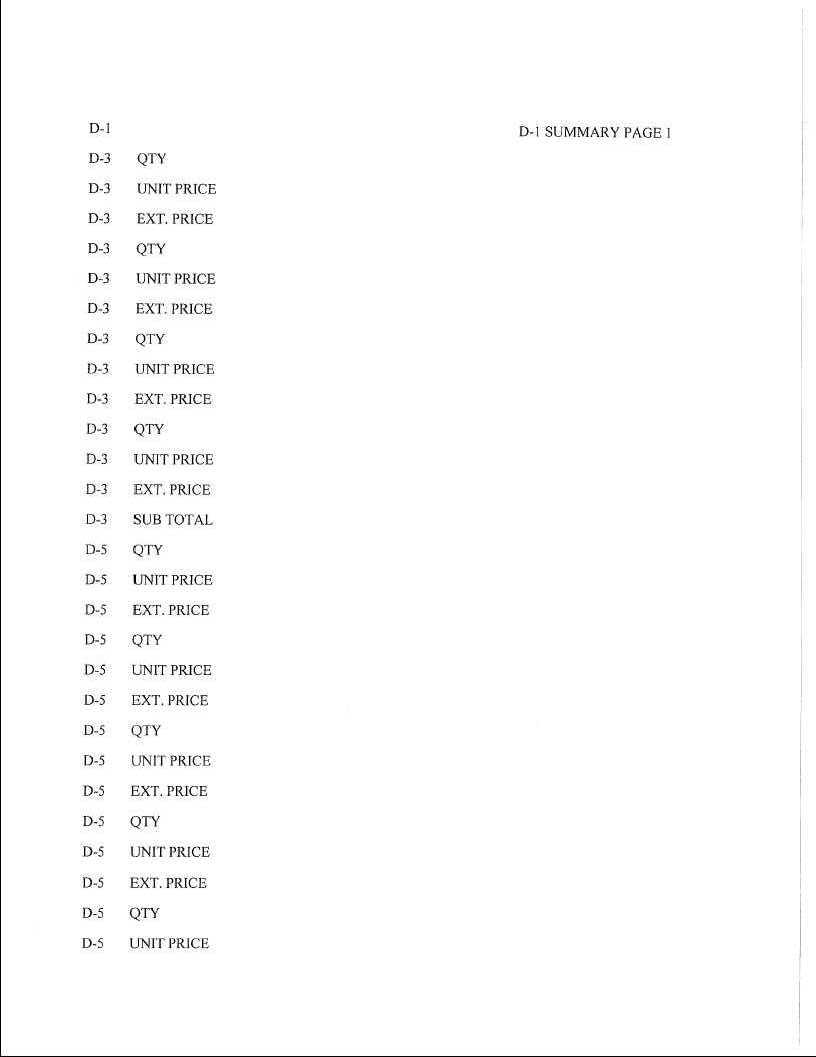 D-1 D-1 SUMMARY PAGE 1
D-3 QTY
D-3 UNIT PRICE
D-3 EXT. PRICE
D-3 QTY
D-3 UNIT PRICE
D-3 EXT. PRICE
D-3 QTY
D-3 UNIT PRICE
D-3 EXT. PRICE
D-3 QTY
D-3 UNIT PRICE
D-3 EXT. PRICE
D-3 SUB TOTAL
D-5 QTY
D-5 UNIT PRICE
D-5 EXT. PRICE
D-5 QTY
D-5 UNIT PRICE
D-5 EXT. PRICE
D-5 QTY
D-5 UNIT PRICE
D-5 EXT. PRICE
D-5 QTY
D-5 UNIT PRICE
D-5 EXT. PRICE
D-5 QTY
D-5 UNIT PRICE